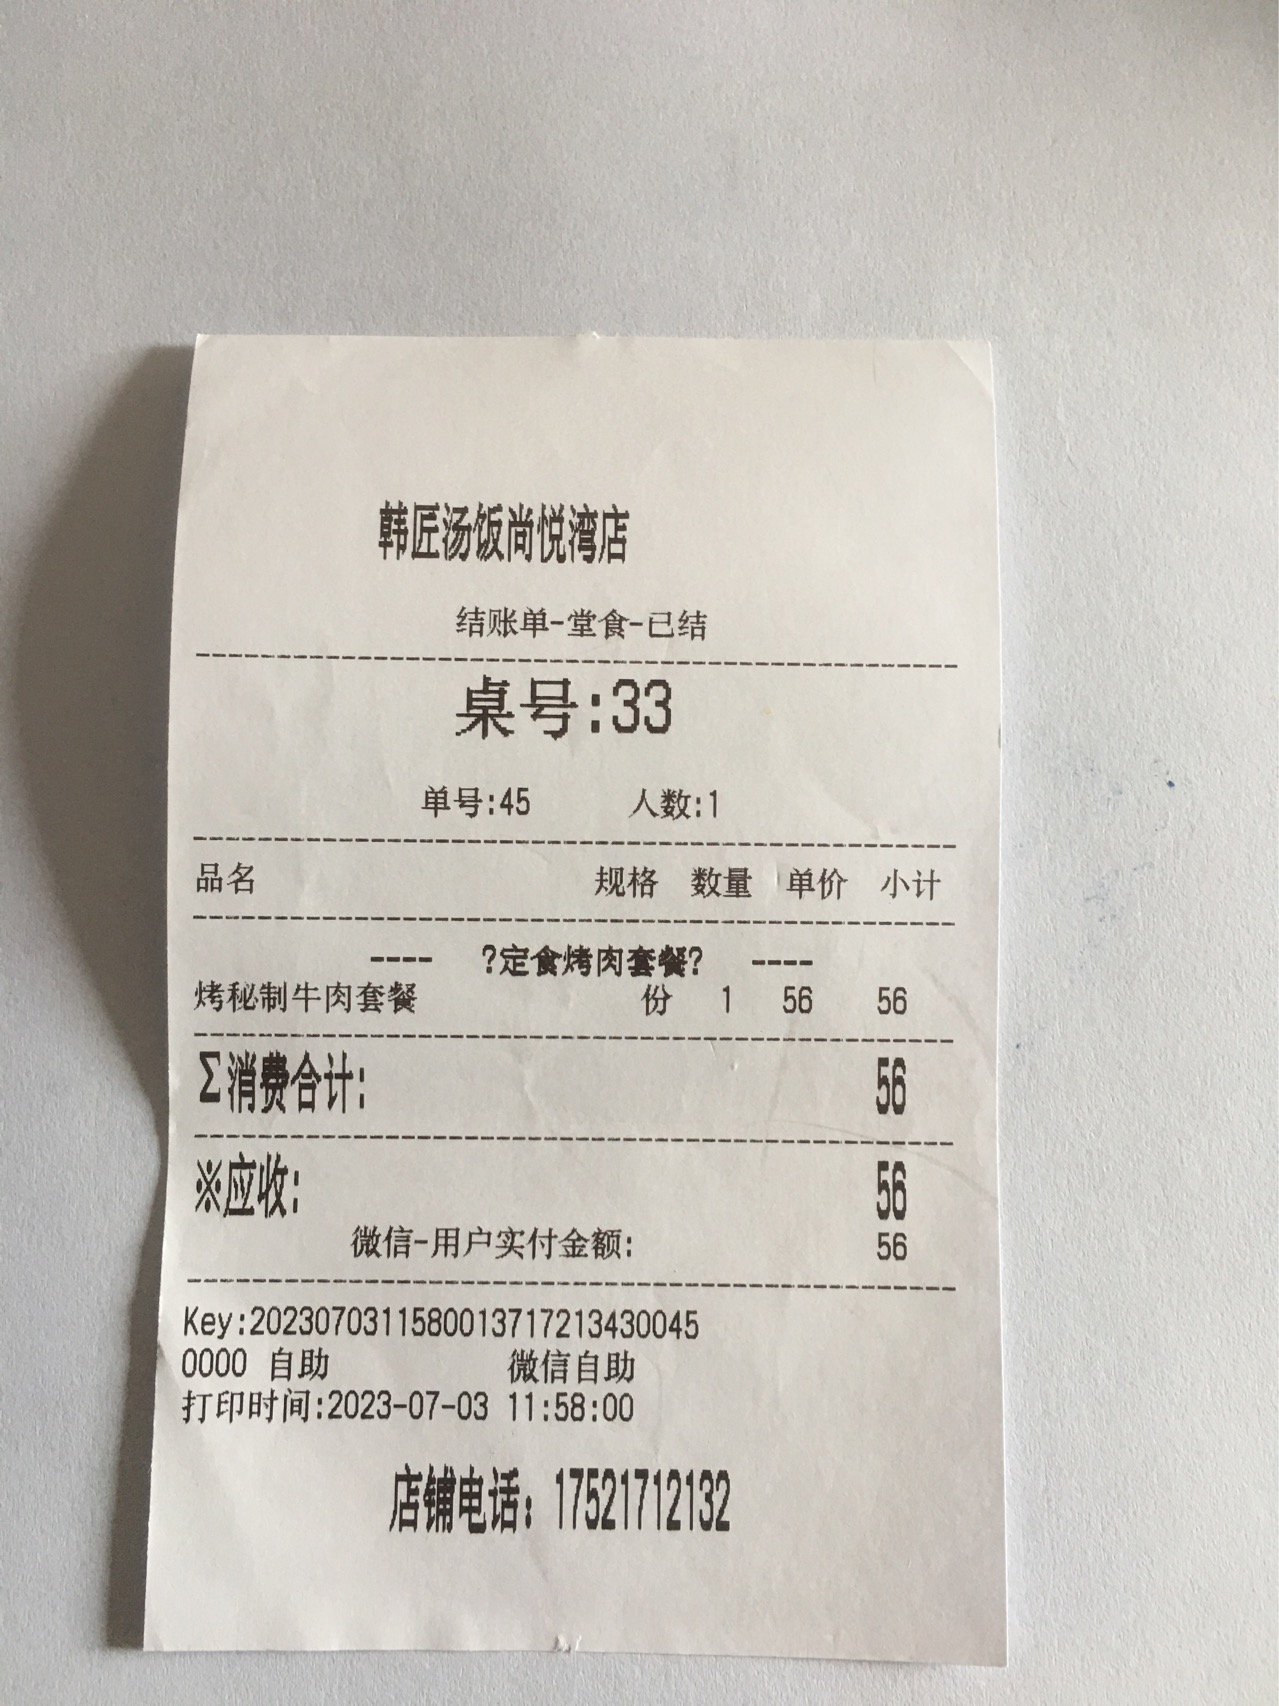 韩匠汤饭尚悦湾店
结账单-堂食-已结
桌号:33
单号:45 人数:1
品名 规格 数量 单价 小计
---- ?定食烤肉套餐? ----
烤秘制牛肉套餐 份 1 56 56
Σ消费合计: 56
※应收: 56
微信-用户实付金额: 56
Key:2023070311580013717213430045
0000 自助 微信自助
打印时间:2023-07-03 11:58:00
店铺电话：17521712132